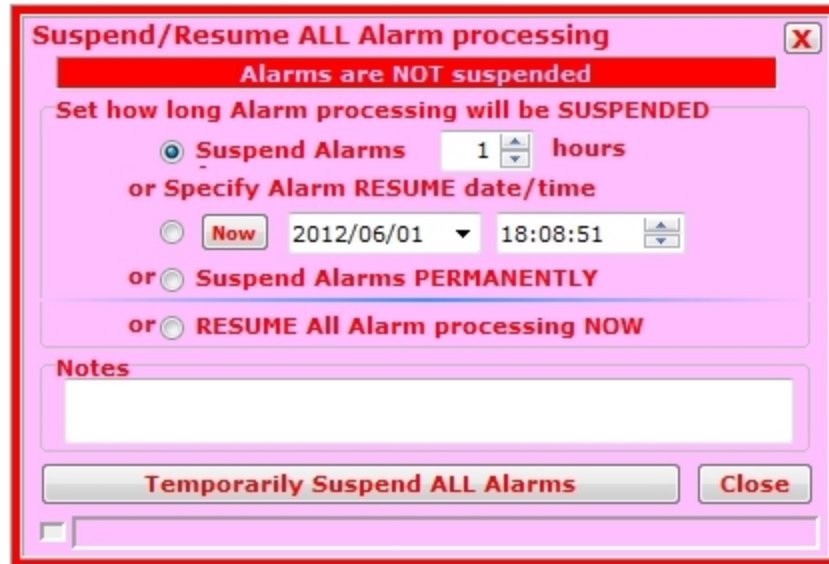 Suspend/Resume ALL Alarm processing
X
Alarms are NOT suspended
Set how long Alarm processing will be SUSPENDED
Suspend Alarms 1 hours
or Specify Alarm RESUME date/time
Now 2012/06/01 18:08:51
or Suspend Alarms PERMANENTLY
or RESUME All Alarm processing NOW
Notes
Temporarily Suspend ALL Alarms Close